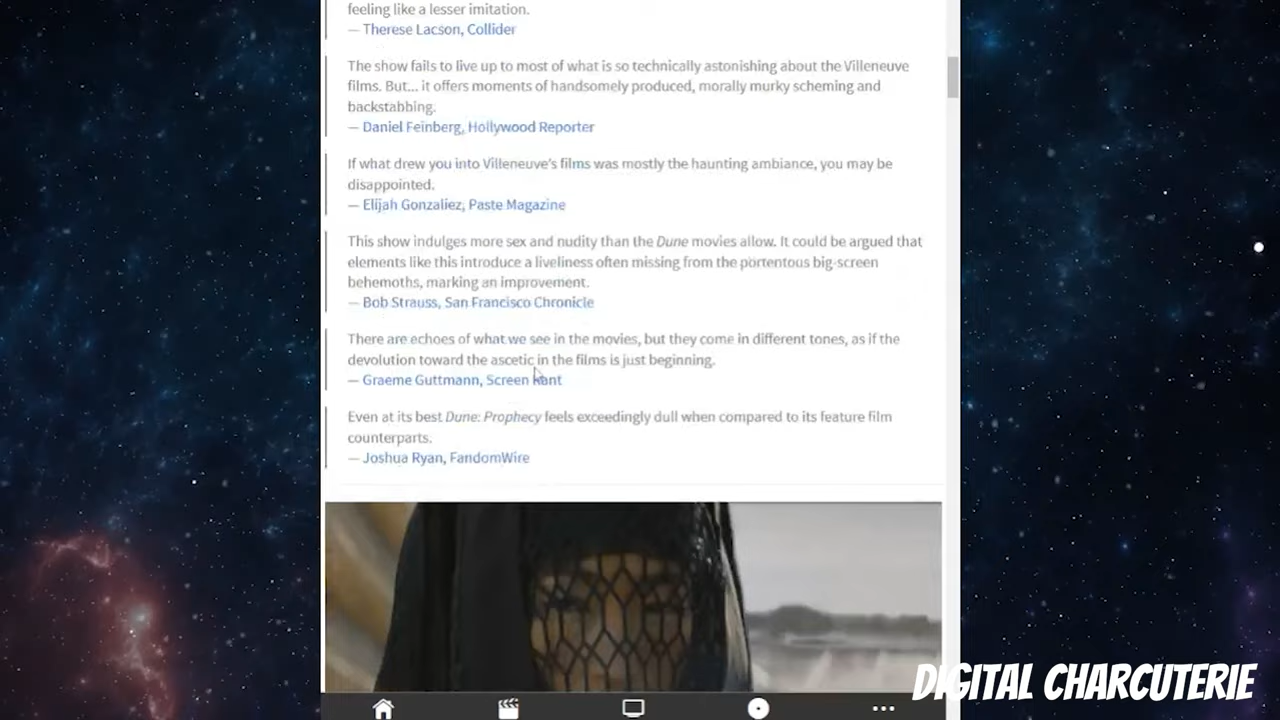 feeling like a lesser imitation.
— Therese Lacson, Collider
The show fails to live up to most of what is so technically astonishing about the Villeneuve
films. But... it offers moments of handsomely produced, morally murky scheming and
backstabbing.
— Daniel Feinberg, Hollywood Reporter
If what drew you into Villeneuve's films was mostly the haunting ambiance, you may be
disappointed.
— Elijah Gonzaliez, Paste Magazine
This show indulges more sex and nudity than the Dune movies allow. It could be argued that
elements like this introduce a liveliness often missing from the portentous big-screen
behemoths, marking an improvement.
— Bob Strauss, San Francisco Chronicle
There are echoes of what we see in the movies, but they come in different tones, as if the
devolution toward the ascetic in the films is just beginning.
— Graeme Guttmann, Screen Rant
Even at its best Dune: Prophecy feels exceedingly dull when compared to its feature film
counterparts.
— Joshua Ryan, FandomWire
DIGITAL CHARCUTERIE